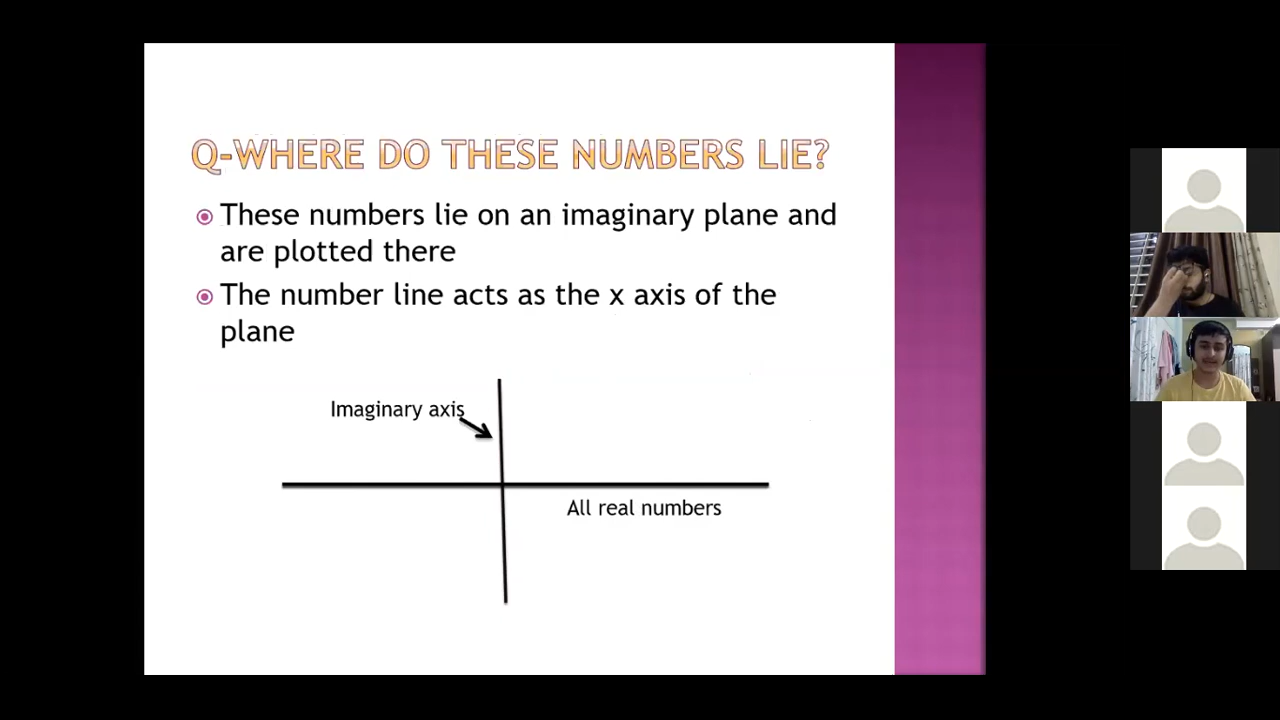 Q-WHERE DO THESE NUMBERS LIE?
These numbers lie on an imaginary plane and
are plotted there
The number line acts as the x axis of the
plane
Imaginary axis
All real numbers